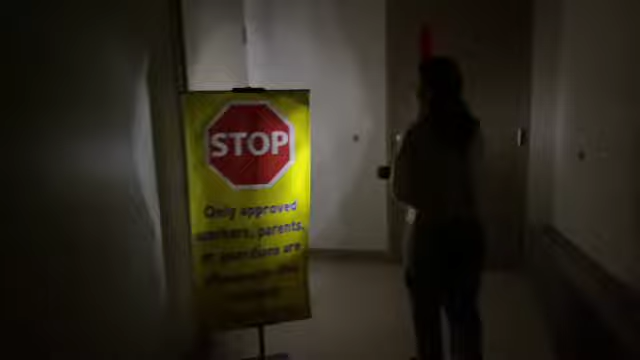 STOP
Only approved
workers, parents,
or guardians are